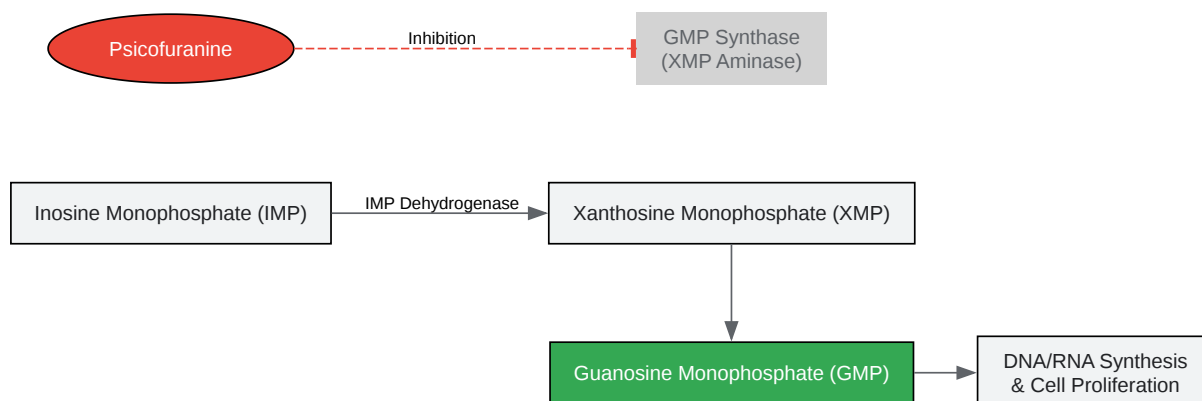 Psicofuranine
Inhibition
GMP Synthase
(XMP Aminase)
Inosine Monophosphate (IMP)
IMP Dehydrogenase
Xanthosine Monophosphate (XMP)
Guanosine Monophosphate (GMP)
DNA/RNA Synthesis
& Cell Proliferation